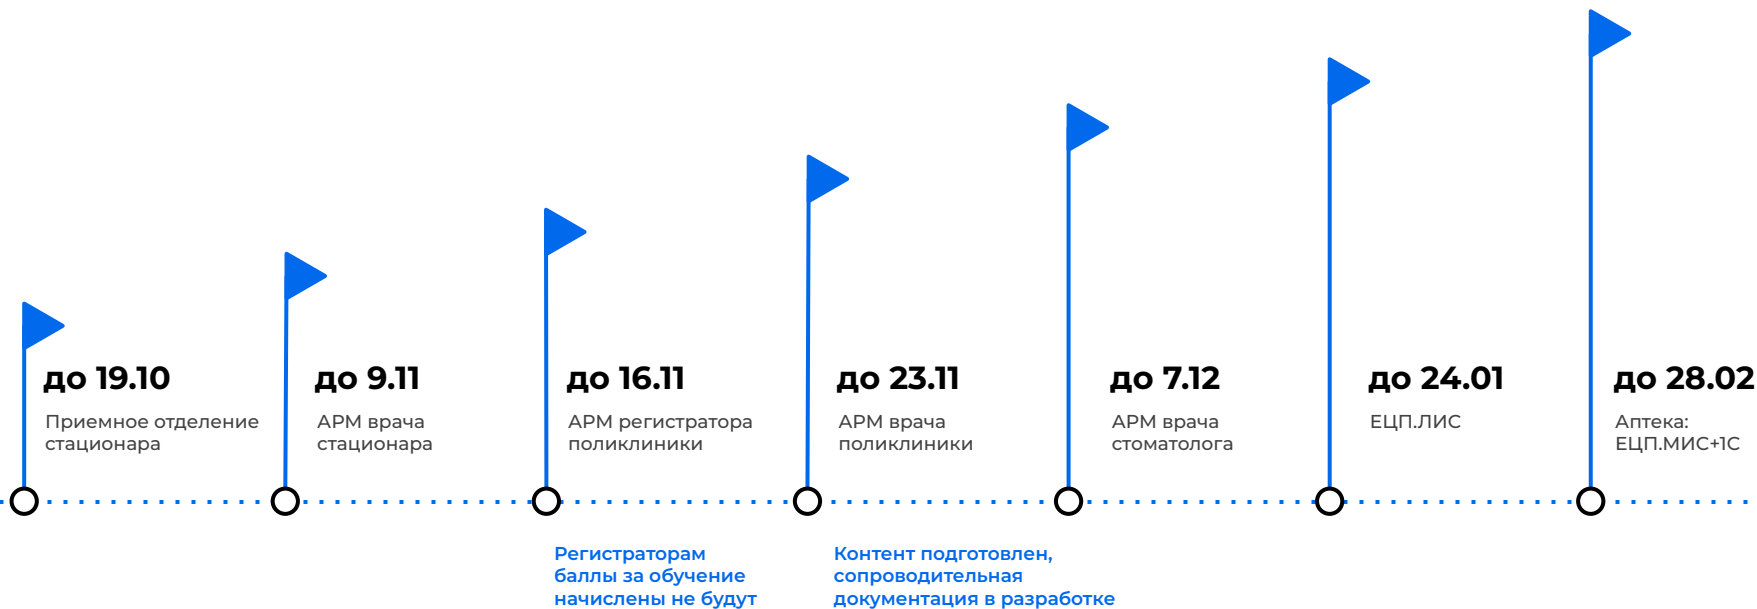 до 19.10
Приемное отделение
стационара
до 9.11
АРМ врача
стационара
до 16.11
АРМ регистратора
поликлиники
до 23.11
АРМ врача
поликлиники
до 7.12
АРМ врача
стоматолога
до 24.01
ЕЦП.ЛИС
до 28.02
Аптека:
ЕЦП.МИС+1С
Регистраторам
баллы за обучение
начислены не будут
Контент подготовлен,
сопроводительная
документация в разработке